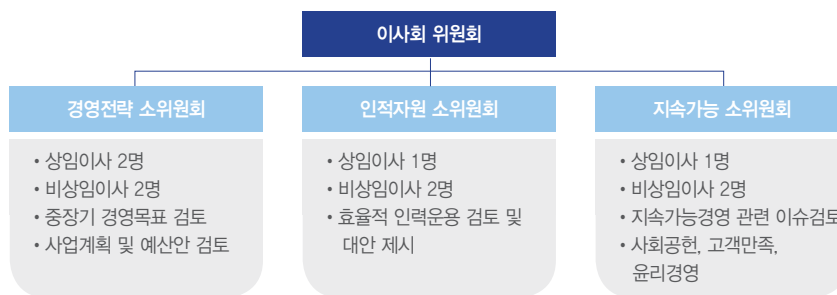 이사회 위원회
경영전략 소위원회
• 상임이사 2명
• 비상임이사 2명
• 중장기 경영목표 검토
• 사업계획 및 예산안 검토
인적자원 소위원회
• 상임이사 1명
• 비상임이사 2명
• 효율적 인력운용 검토 및
대안 제시
지속가능 소위원회
• 상임이사 1명
• 비상임이사 2명
• 지속가능경영 관련 이슈검토
• 사회공헌, 고객만족,
윤리경영